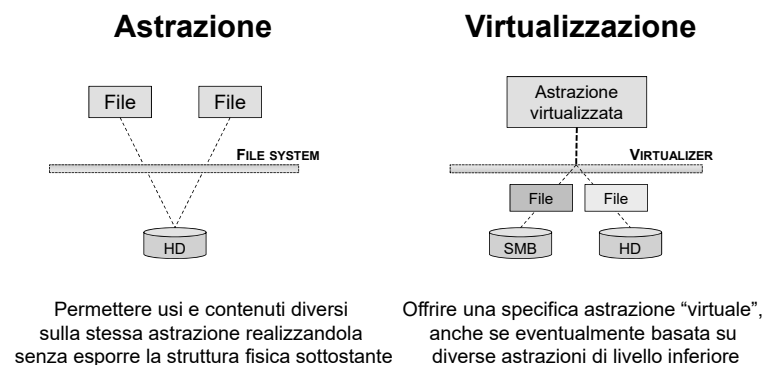 Astrazione
File
File
FILE SYSTEM
HD
Permettere usi e contenuti diversi
sulla stessa astrazione realizzandola
senza esporre la struttura fisica sottostante
Virtualizzazione
Astrazione
virtualizzata
VIRTUALIZER
File
File
SMB
HD
Offrire una specifica astrazione “virtuale”,
anche se eventualmente basata su
diverse astrazioni di livello inferiore